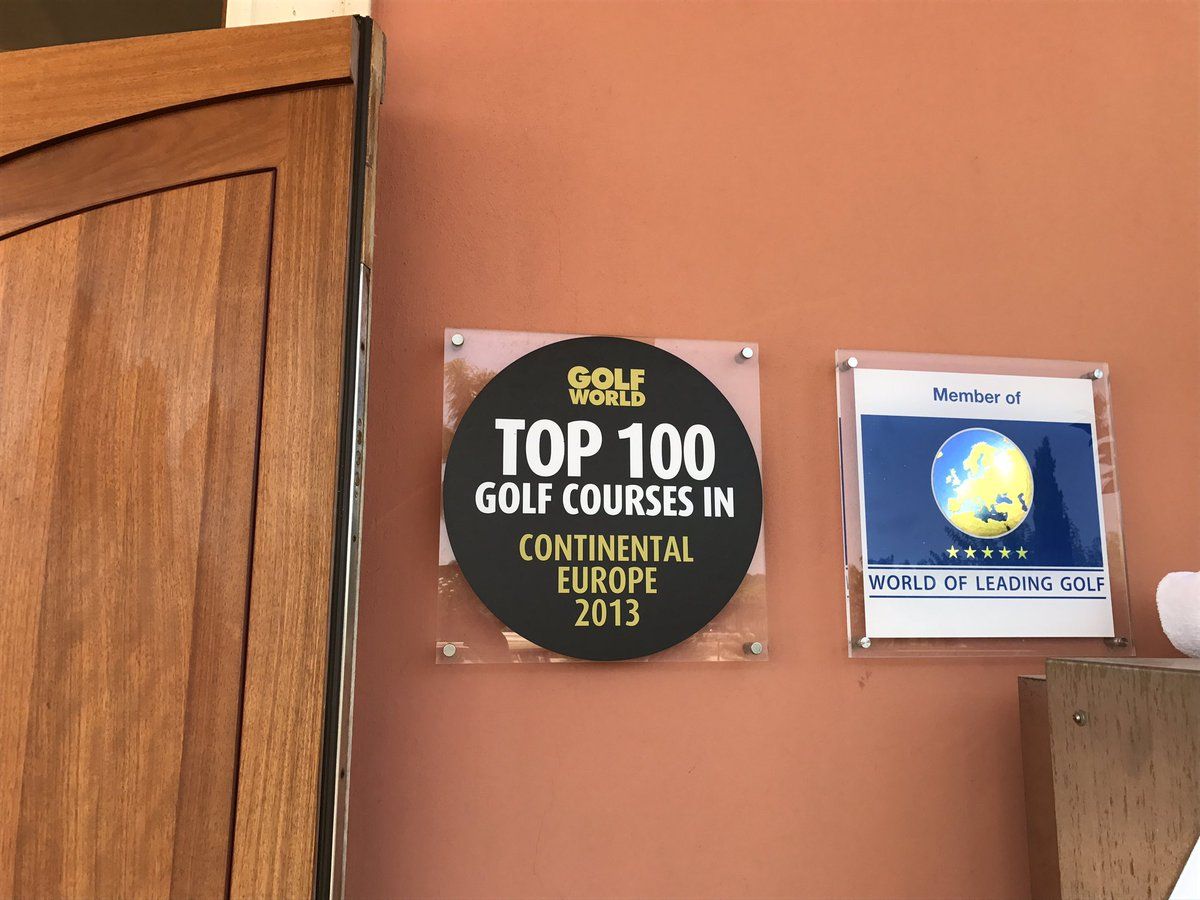 GOLF
WORLD
TOP 100
GOLF COURSES IN
CONTINENTAL
EUROPE
2013
Member of
WORLD OF LEADING GOLF